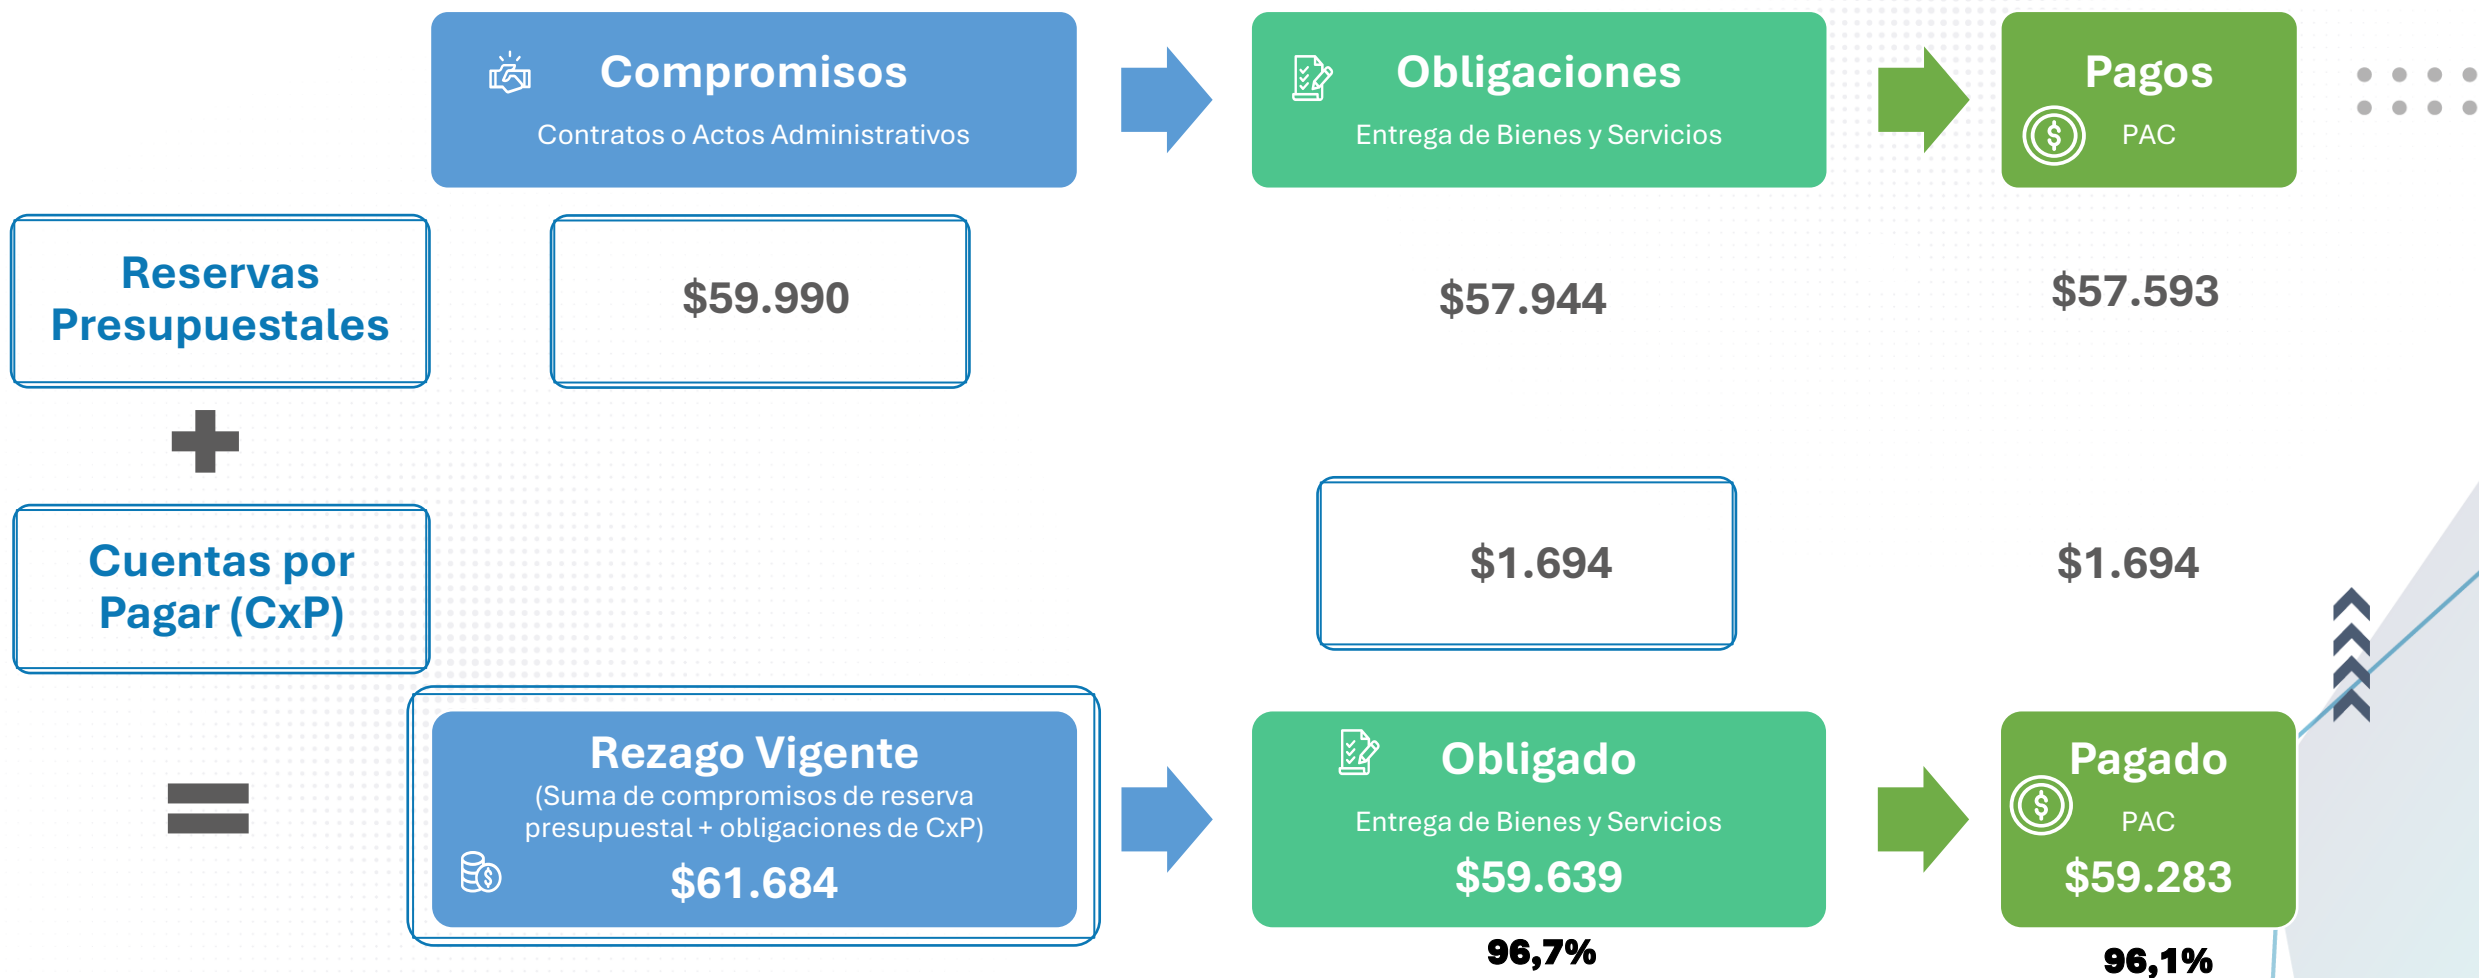 Compromisos
Contratos o Actos Administrativos
Obligaciones
Entrega de Bienes y Servicios
Pagos
PAC
Reservas
Presupuestales
$59.990
$57.944
$57.593
Cuentas por
Pagar (CxP)
$1.694
$1.694
Rezago Vigente
(Suma de compromisos de reserva
presupuestal + obligaciones de CxP)
$61.684
Obligado
Entrega de Bienes y Servicios
$59.639
96,7%
Pagado
PAC
$59.283
96,1%